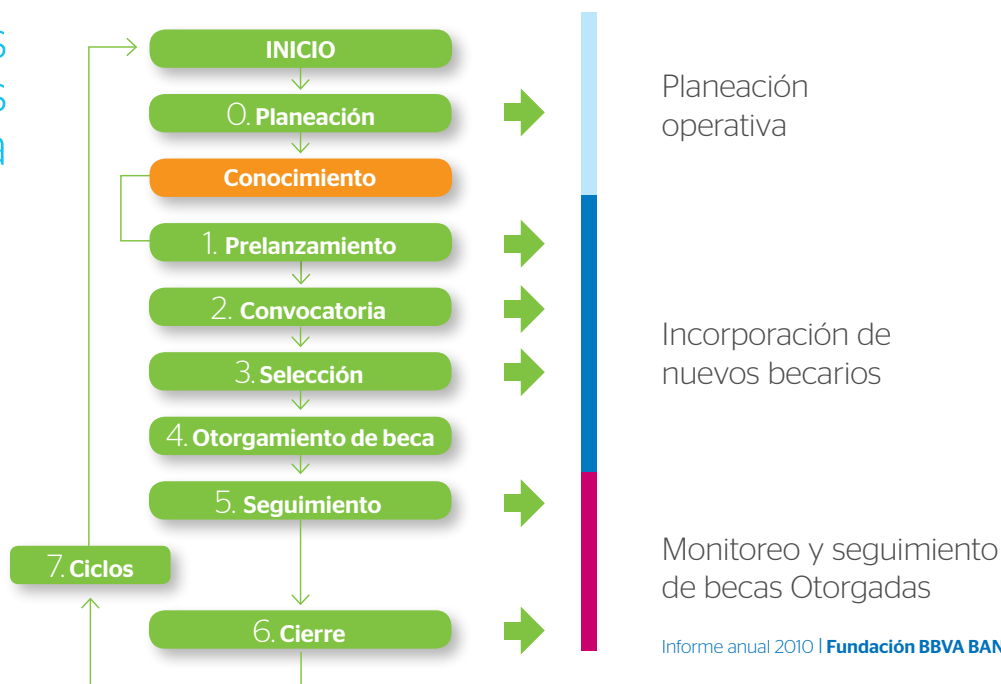 INICIO
0. Planeación
Conocimiento
1. Prelanzamiento
2. Convocatoria
3. Selección
4. Otorgamiento de beca
5. Seguimiento
7. Ciclos
6. Cierre
Planeación
operativa
Incorporación de
nuevos becarios
Monitoreo y seguimiento
de becas Otorgadas
Informe anual 2010 | Fundación BBVA